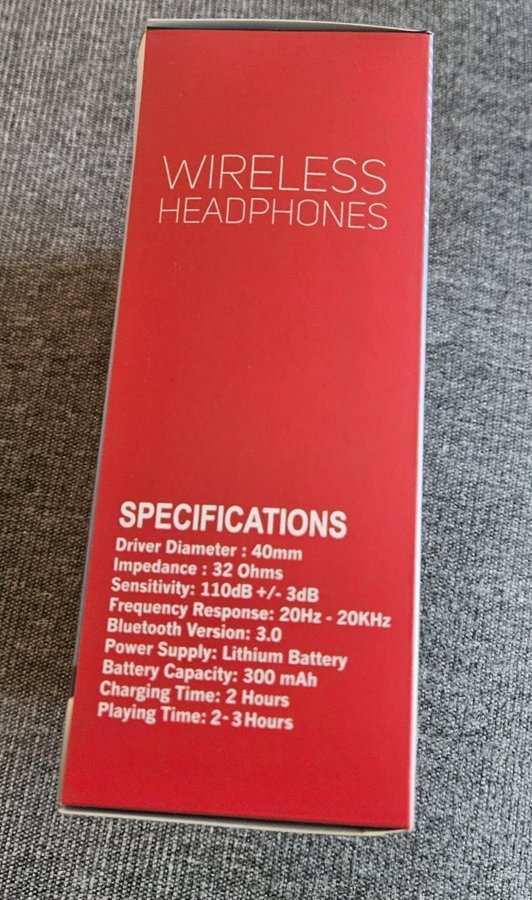 WIRELESS
HEADPHONES
SPECIFICATIONS
Driver Diameter : 40mm
Impedance : 32 Ohms
Sensitivity: 110dB +/- 3dB
Frequency Response: 20Hz - 20KHz
Bluetooth Version: 3.0
Power Supply: Lithium Battery
Battery Capacity: 300 mAh
Charging Time: 2 Hours
Playing Time: 2-3 Hours